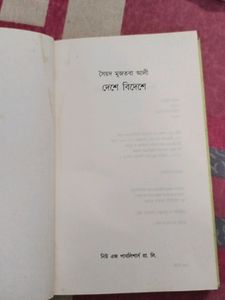 সৈয়দ মুজতবা আলী
দেশে বিদেশে
নিউ এজ পাবলিশার্স প্রা. লি.